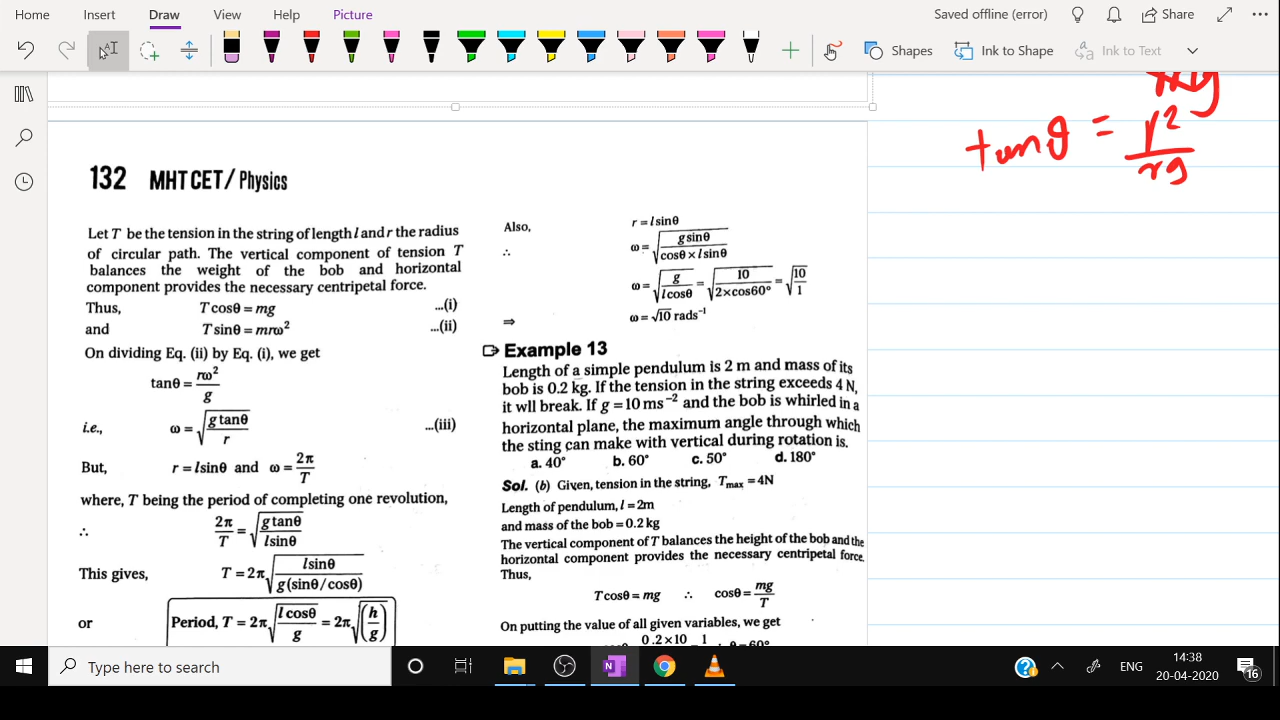 Home Insert Draw View Help Picture Saved offline (error) Share
Shapes Ink to Shape Ink to Text
tanθ = v²/rg
132 MHT CET / Physics
Let T be the tension in the string of length l and r the radius
of circular path. The vertical component of tension T
balances the weight of the bob and horizontal
component provides the necessary centripetal force.
Thus, T cosθ = mg ...(i)
and T sinθ = mrω² ...(ii)
On dividing Eq. (ii) by Eq. (i), we get
tanθ = rω²/g
i.e., ω = √(g tanθ/r) ...(iii)
But, r = lsinθ and ω = 2π/T
where, T being the period of completing one revolution,
∴ 2π/T = √(g tanθ/lsinθ)
This gives, T = 2π√(lsinθ/g(sinθ/cosθ))
or Period, T = 2π√(l cosθ/g) = 2π√(h/g)
Also, r = lsinθ
∴ ω = √(g sinθ/cosθ × lsinθ)
ω = √(g/lcosθ) = √(10/2×cos60°) = √(10/1)
⇒ ω = √10 rads⁻¹
Example 13
Length of a simple pendulum is 2 m and mass of its
bob is 0.2 kg. If the tension in the string exceeds 4 N,
it wll break. If g = 10 ms⁻² and the bob is whirled in a
horizontal plane, the maximum angle through which
the sting can make with vertical during rotation is.
a. 40° b. 60° c. 50° d. 180°
Sol. (b) Given, tension in the string, Tmax = 4N
Length of pendulum, l = 2m
and mass of the bob = 0.2 kg
The vertical component of T balances the height of the bob and the
horizontal component provides the necessary centripetal force.
Thus,
T cosθ = mg ∴ cosθ = mg/T
On putting the value of all given variables, we get
0.2×10 1
Type here to search
ENG 14:38
20-04-2020 16